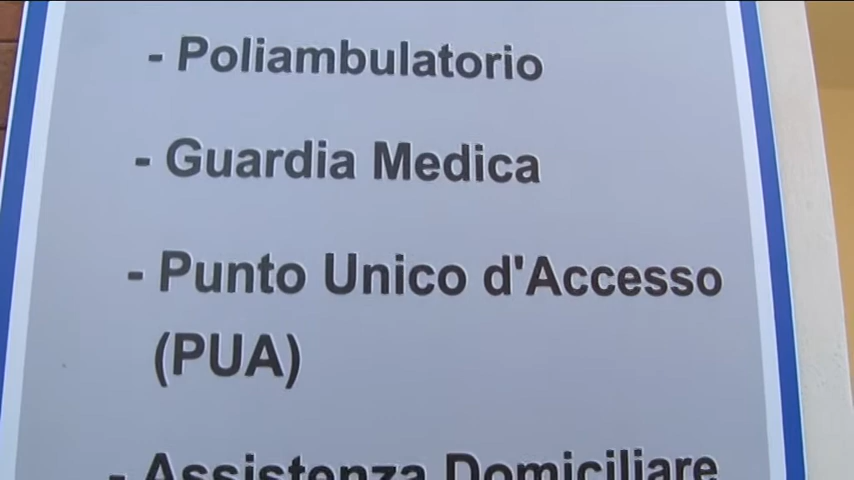 - Poliambulatorio
- Guardia Medica
- Punto Unico d'Accesso
(PUA)
- Assistenza Domiciliare